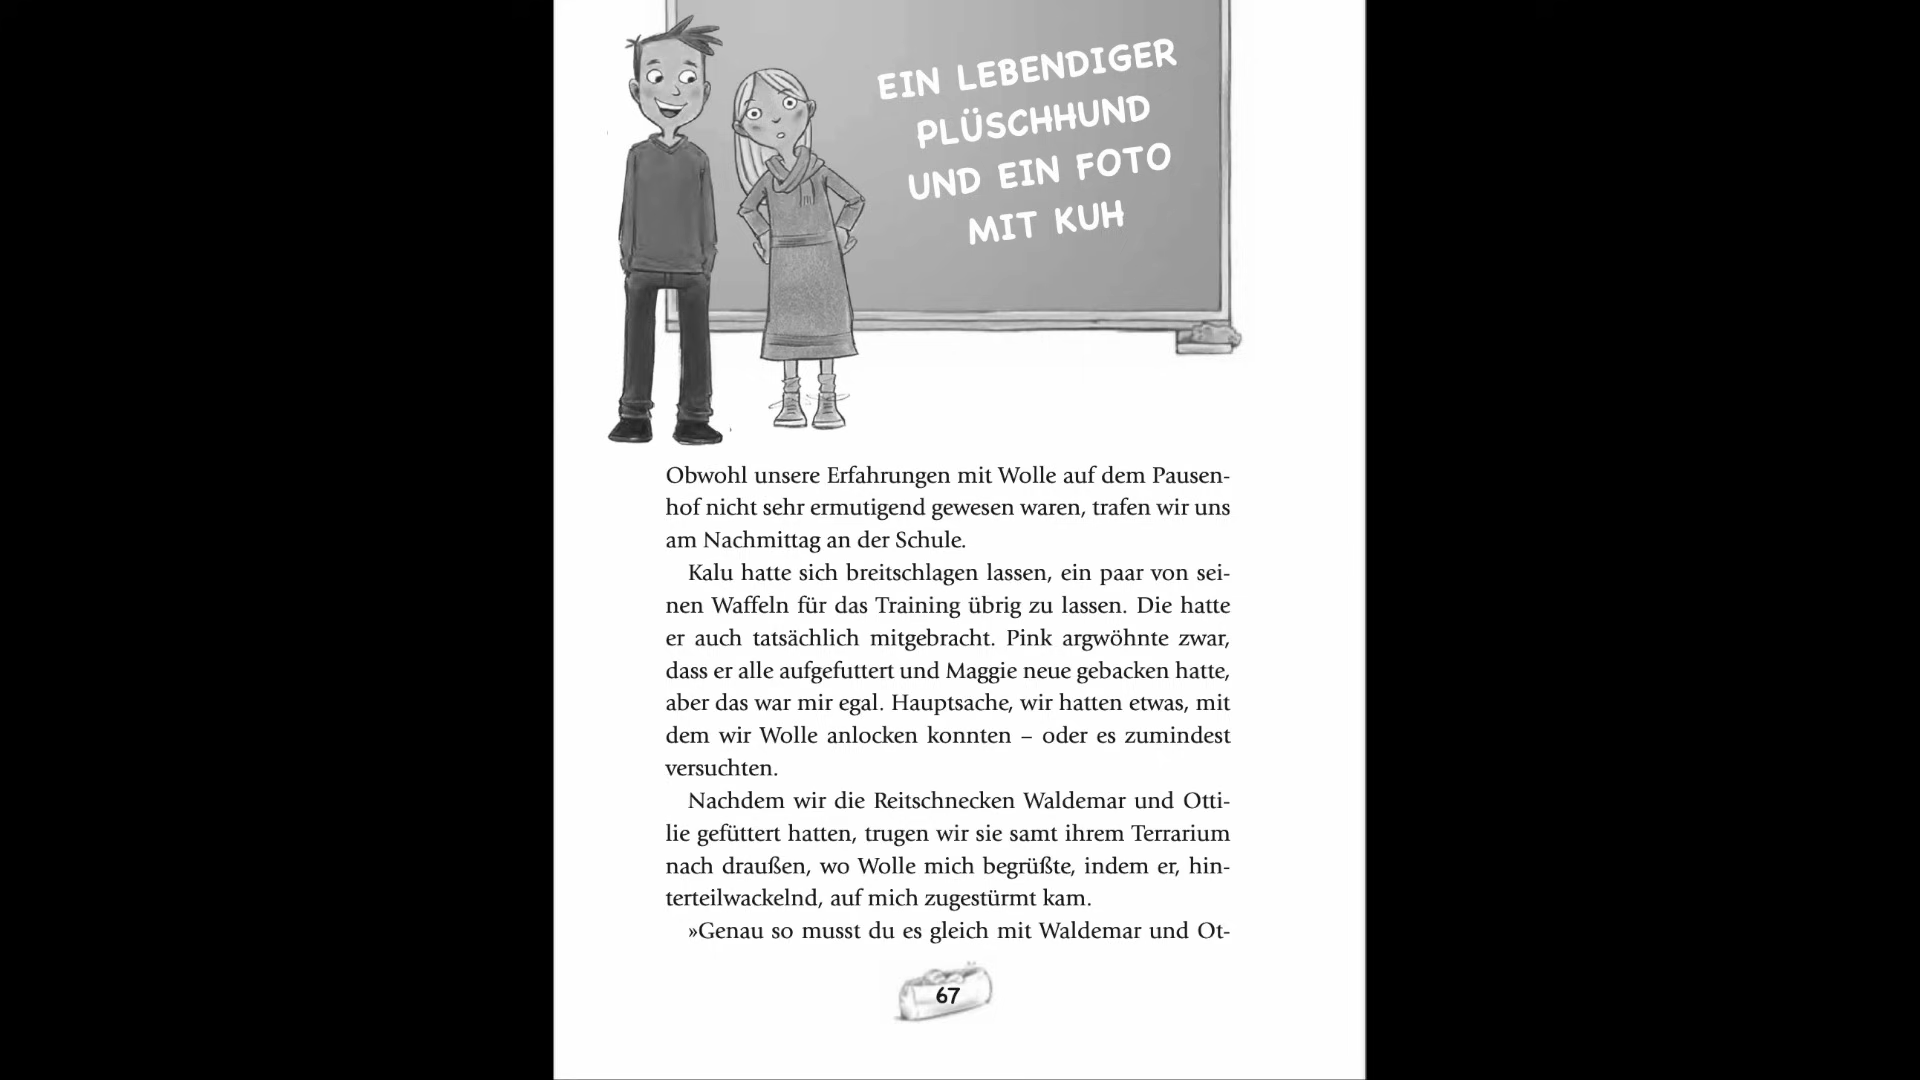 EIN LEBENDIGER
PLÜSCHHUND
UND EIN FOTO
MIT KUH
Obwohl unsere Erfahrungen mit Wolle auf dem Pausen-
hof nicht sehr ermutigend gewesen waren, trafen wir uns
am Nachmittag an der Schule.
Kalu hatte sich breitschlagen lassen, ein paar von sei-
nen Waffeln für das Training übrig zu lassen. Die hatte
er auch tatsächlich mitgebracht. Pink argwöhnte zwar,
dass er alle aufgefuttert und Maggie neue gebacken hatte,
aber das war mir egal. Hauptsache, wir hatten etwas, mit
dem wir Wolle anlocken konnten – oder es zumindest
versuchten.
Nachdem wir die Reitschnecken Waldemar und Otti-
lie gefüttert hatten, trugen wir sie samt ihrem Terrarium
nach draußen, wo Wolle mich begrüßte, indem er, hin-
terteilwackelnd, auf mich zugestürmt kam.
»Genau so musst du es gleich mit Waldemar und Ot-
67